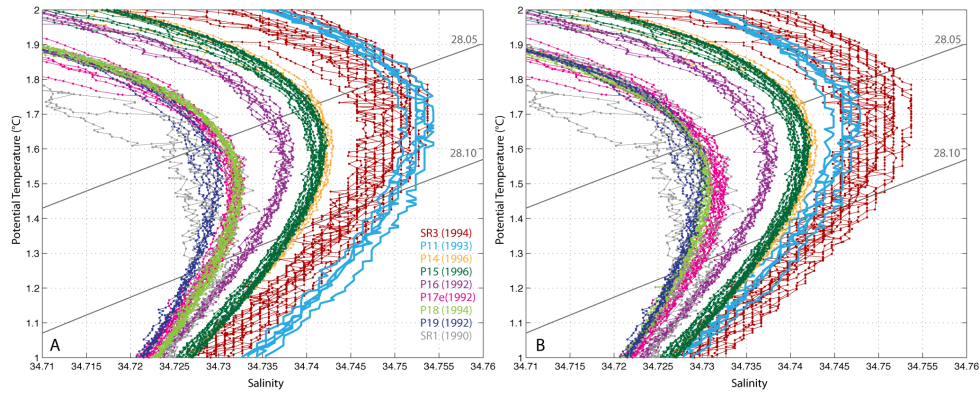 2
1.9
1.8
1.7
1.6
1.5
1.4
1.3
1.2
1.1
1
Potential Temperature (°C)
28.05
28.10
SR3 (1994)
P11 (1993)
P14 (1996)
P15 (1996)
P16 (1992)
P17e(1992)
P18 (1994)
P19 (1992)
SR1 (1990)
A
34.71 34.715 34.72 34.725 34.73 34.735 34.74 34.745 34.75 34.755 34.76
Salinity
2
1.9
1.8
1.7
1.6
1.5
1.4
1.3
1.2
1.1
1
Potential Temperature (°C)
28.05
28.10
B
34.71 34.715 34.72 34.725 34.73 34.735 34.74 34.745 34.75 34.755 34.76
Salinity